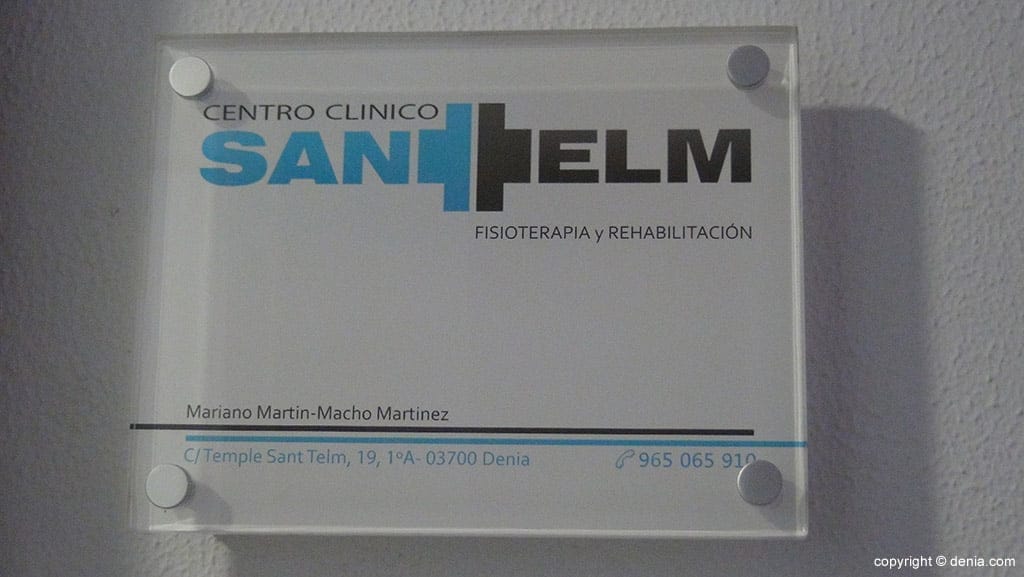 CENTRO CLINICO
SANTTELM
FISIOTERAPIA y REHABILITACIÓN
Mariano Martin-Macho Martinez
C/ Temple Sant Telm, 19, 1ºA- 03700 Denia
965 065 910
copyright © denia.com